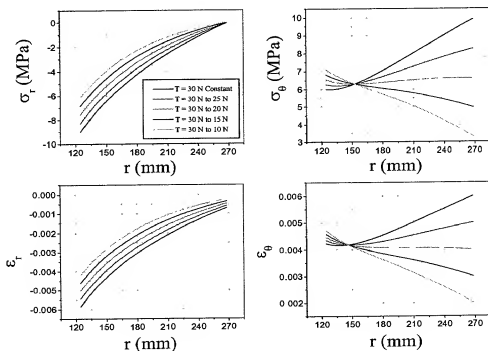 σr (MPa)
0
-2
-4
-6
-8
-10
120 150 180 210 240 270
r (mm)
T = 30 N Constant
T = 30 N to 25 N
T = 30 N to 20 N
T = 30 N to 15 N
T = 30 N to 10 N
σθ (MPa)
10
9
8
7
6
5
4
3
120 150 180 210 240 270
r (mm)
εr
0.000
-0.001
-0.002
-0.003
-0.004
-0.005
-0.006
120 150 180 210 240 270
r (mm)
εθ
0.006
0.005
0.004
0.003
0.002
120 150 180 210 240 270
r (mm)